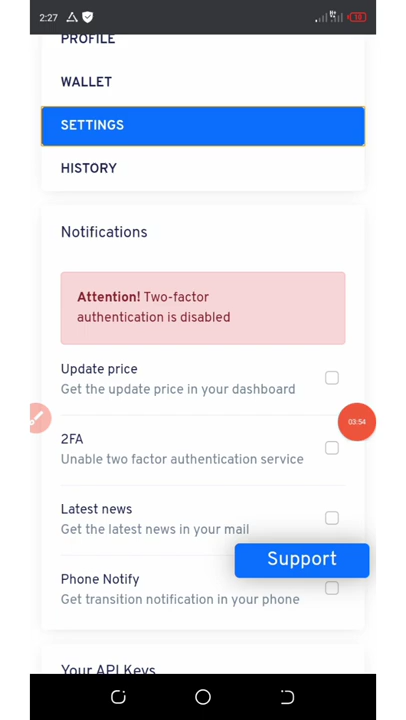 2:27
18
PROFILE
WALLET
SETTINGS
HISTORY
Notifications
Attention! Two-factor
authentication is disabled
Update price
Get the update price in your dashboard
03:54
2FA
Unable two factor authentication service
Latest news
Get the latest news in your mail
Support
Phone Notify
Get transition notification in your phone
Your API Keys